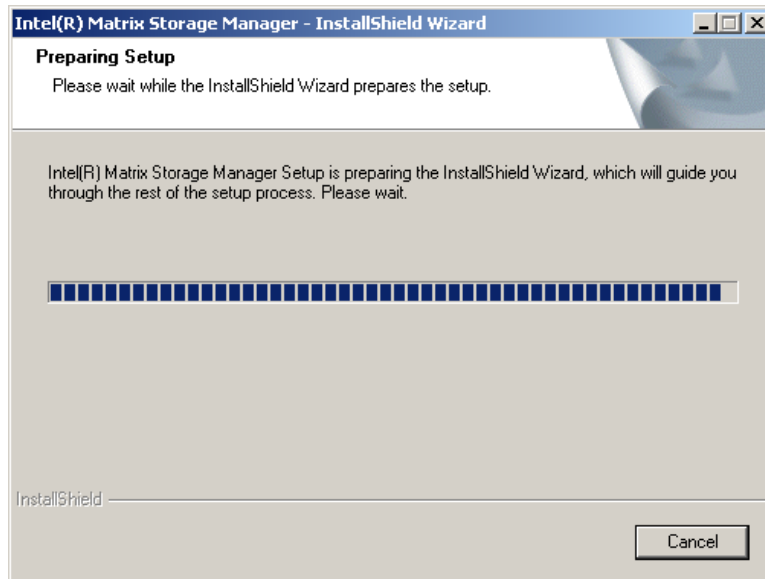 Intel(R) Matrix Storage Manager - InstallShield Wizard
Preparing Setup
Please wait while the InstallShield Wizard prepares the setup.
Intel(R) Matrix Storage Manager Setup is preparing the InstallShield Wizard, which will guide you
through the rest of the setup process. Please wait.
InstallShield
Cancel